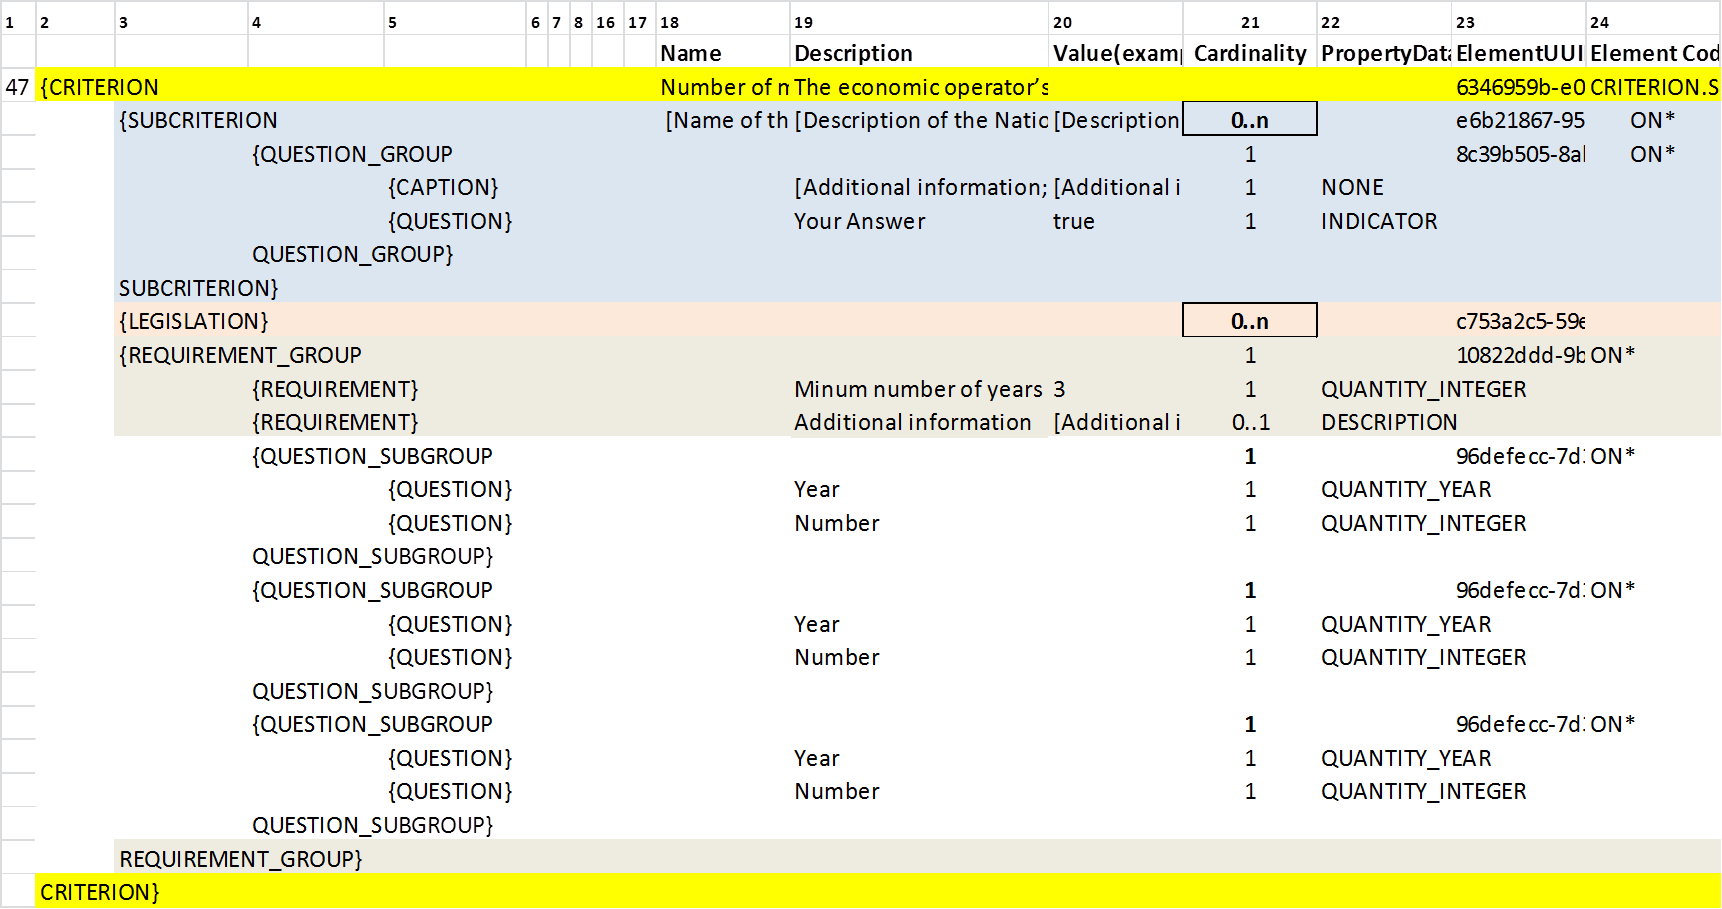 1 2 3 4 5 6 7 8 16 17 18 19 20 21 22 23 24
Name Description Value(examp Cardinality PropertyData ElementUUI Element Cod
47 {CRITERION Number of n The economic operator's 6346959b-e0 CRITERION.S
{SUBCRITERION [Name of th [Description of the Natio [Description 0..n e6b21867-95 ON*
{QUESTION_GROUP 1 8c39b505-8al ON*
{CAPTION} [Additional information; [Additional i 1 NONE
{QUESTION} Your Answer true 1 INDICATOR
QUESTION_GROUP}
SUBCRITERION}
{LEGISLATION} 0..n c753a2c5-59e
{REQUIREMENT_GROUP 1 10822ddd-9b ON*
{REQUIREMENT} Minum number of years 3 1 QUANTITY_INTEGER
{REQUIREMENT} Additional information [Additional i 0..1 DESCRIPTION
{QUESTION_SUBGROUP 1 96defecc-7d ON*
{QUESTION} Year 1 QUANTITY_YEAR
{QUESTION} Number 1 QUANTITY_INTEGER
QUESTION_SUBGROUP}
{QUESTION_SUBGROUP 1 96defecc-7d ON*
{QUESTION} Year 1 QUANTITY_YEAR
{QUESTION} Number 1 QUANTITY_INTEGER
QUESTION_SUBGROUP}
{QUESTION_SUBGROUP 1 96defecc-7d ON*
{QUESTION} Year 1 QUANTITY_YEAR
{QUESTION} Number 1 QUANTITY_INTEGER
QUESTION_SUBGROUP}
REQUIREMENT_GROUP}
CRITERION}